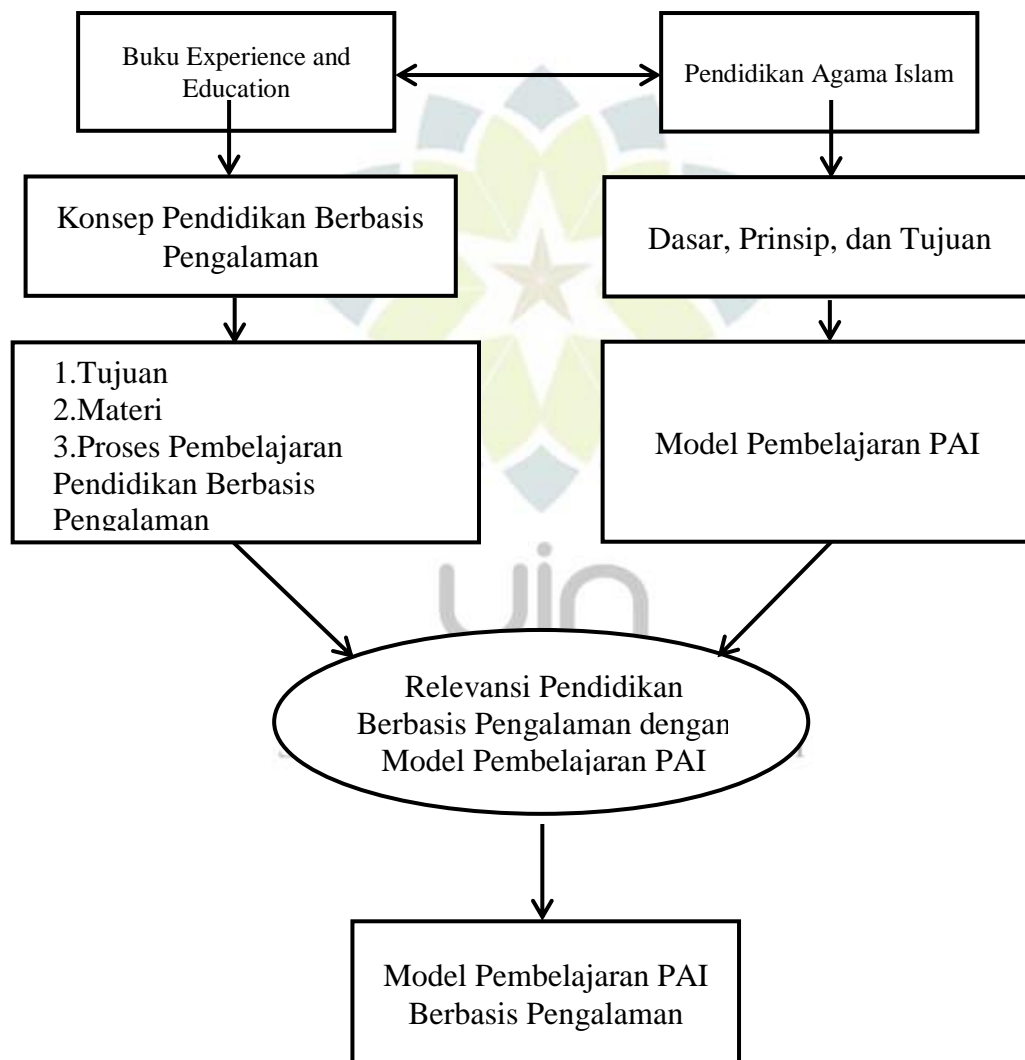 Buku Experience and
Education
Pendidikan Agama Islam
Konsep Pendidikan Berbasis
Pengalaman
Dasar, Prinsip, dan Tujuan
1.Tujuan
2.Materi
3.Proses Pembelajaran
Pendidikan Berbasis
Pengalaman
Model Pembelajaran PAI
uin
Relevansi Pendidikan
Berbasis Pengalaman dengan
Model Pembelajaran PAI
Model Pembelajaran PAI
Berbasis Pengalaman